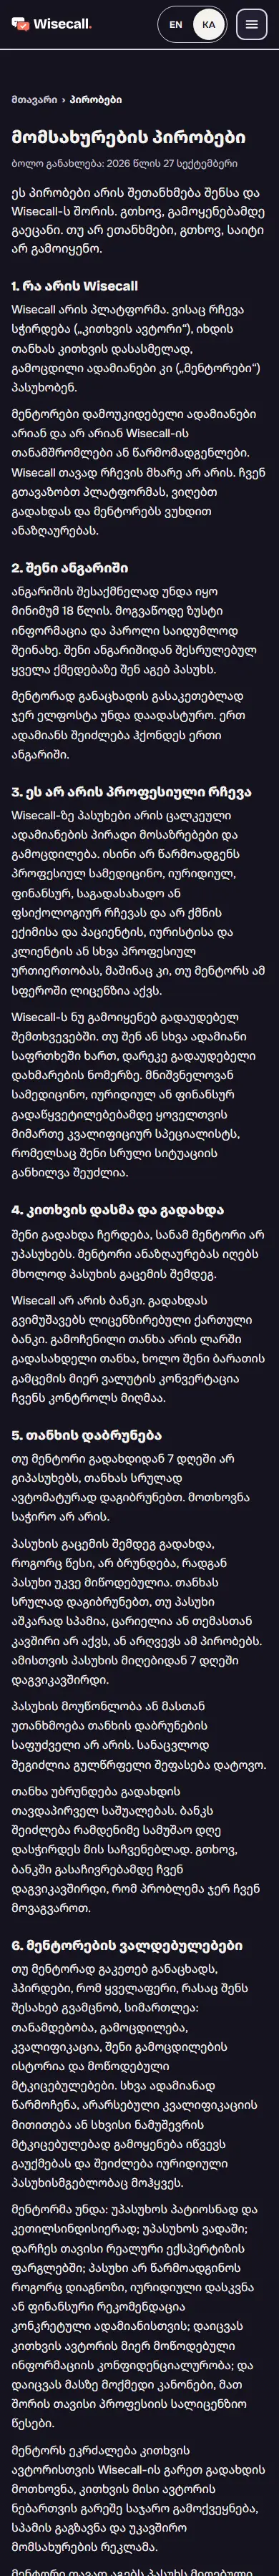 Wisecall.
EN
KA
მთავარი › პირობები
მომსახურების პირობები
ბოლო განახლება: 2026 წლის 27 სექტემბერი
ეს პირობები არის შეთანხმება შენსა და
Wisecall-ს შორის. გთხოვ, გამოყენებამდე
გაეცანი. თუ არ ეთანხმები, გთხოვ, საიტი
არ გამოიყენო.
1. რა არის Wisecall
Wisecall არის პლატფორმა. ვისაც რჩევა
სჭირდება („კითხვის ავტორი“), იხდის
თანხას კითხვის დასასმელად,
გამოცდილი ადამიანები კი („მენტორები“)
პასუხობენ.
მენტორები დამოუკიდებელი ადამიანები
არიან და არ არიან Wisecall-ის
თანამშრომლები ან წარმომადგენლები.
Wisecall თავად რჩევის მხარე არ არის. ჩვენ
გთავაზობთ პლატფორმას, ვიღებთ
გადახდას და მენტორებს ვუხდით
ანაზღაურებას.
2. შენი ანგარიში
ანგარიშის შესაქმნელად უნდა იყო
მინიმუმ 18 წლის. მოგვაწოდე ზუსტი
ინფორმაცია და პაროლი საიდუმლოდ
შეინახე. შენი ანგარიშიდან შესრულებულ
ყველა ქმედებაზე შენ აგებ პასუხს.
მენტორად განაცხადის გასაკეთებლად
ჯერ ელფოსტა უნდა დაადასტურო. ერთ
ადამიანს შეიძლება ჰქონდეს ერთი
ანგარიში.
3. ეს არ არის პროფესიული რჩევა
Wisecall-ზე პასუხები არის ცალკეული
ადამიანების პირადი მოსაზრებები და
გამოცდილება. ისინი არ წარმოადგენს
პროფესიულ სამედიცინო, იურიდიულ,
ფინანსურ, საგადასახადო ან
ფსიქოლოგიურ რჩევას და არ ქმნის
ექიმისა და პაციენტის, იურისტისა და
კლიენტის ან სხვა პროფესიულ
ურთიერთობას, მაშინაც კი, თუ მენტორს ამ
სფეროში ლიცენზია აქვს.
Wisecall-ს ნუ გამოიყენებ გადაუდებელ
შემთხვევებში. თუ შენ ან სხვა ადამიანი
საფრთხეში ხართ, დარეკე გადაუდებელი
დახმარების ნომერზე. მნიშვნელოვან
სამედიცინო, იურიდიულ ან ფინანსურ
გადაწყვეტილებებამდე ყოველთვის
მიმართე კვალიფიციურ სპეციალისტს,
რომელსაც შენი სრული სიტუაციის
განხილვა შეუძლია.
4. კითხვის დასმა და გადახდა
შენი გადახდა ჩერდება, სანამ მენტორი არ
უპასუხებს. მენტორი ანაზღაურებას იღებს
მხოლოდ პასუხის გაცემის შემდეგ.
Wisecall არ არის ბანკი. გადახდას
გვიმუშავებს ლიცენზირებული ქართული
ბანკი. გამოჩენილი თანხა არის ლარში
გადასახდელი თანხა, ხოლო შენი ბარათის
გამცემის მიერ ვალუტის კონვერტაცია
ჩვენს კონტროლს მიღმაა.
5. თანხის დაბრუნება
თუ მენტორი გადახდიდან 7 დღეში არ
გიპასუხებს, თანხას სრულად
ავტომატურად დაგიბრუნებთ. მოთხოვნა
საჭირო არ არის.
პასუხის გაცემის შემდეგ გადახდა,
როგორც წესი, არ ბრუნდება, რადგან
პასუხი უკვე მიწოდებულია. თანხას
სრულად დაგიბრუნებთ, თუ პასუხი
აშკარად სპამია, ცარიელია ან თემასთან
კავშირი არ აქვს, ან არღვევს ამ პირობებს.
ამისთვის პასუხის მიღებიდან 7 დღეში
დაგვიკავშირდი.
პასუხის მოუწონლობა ან მასთან
უთანხმოება თანხის დაბრუნების
საფუძველი არ არის. სანაცვლოდ
შეგიძლია გულწრფელი შეფასება დატოვო.
თანხა უბრუნდება გადახდის
თავდაპირველ საშუალებას. ბანკს
შეიძლება რამდენიმე სამუშაო დღე
დასჭირდეს მის საჩვენებლად. გთხოვ,
ბანკში გასაჩივრებამდე ჩვენ
დაგვიკავშირდი, რომ პრობლემა ჯერ ჩვენ
მოვაგვაროთ.
6. მენტორების ვალდებულებები
თუ მენტორად გაკეთებ განაცხადს,
ჰპირდები, რომ ყველაფერი, რასაც შენს
შესახებ გვამცნობ, სიმართლეა:
თანამდებობა, გამოცდილება,
კვალიფიკაცია, შენი გამოცდილების
ისტორია და მოწოდებული
მტკიცებულებები. სხვა ადამიანად
წარმოჩენა, არარსებული კვალიფიკაციის
მითითება ან სხვისი ნამუშევრის
მტკიცებულებად გამოყენება იწვევს
გაუქმებას და შეიძლება იურიდიული
პასუხისმგებლობაც მოჰყვეს.
მენტორმა უნდა: უპასუხოს პატიოსნად და
კეთილსინდისიერად; უპასუხოს ვადაში;
დარჩეს თავისი რეალური ექსპერტიზის
ფარგლებში; პასუხი არ წარმოადგინოს
როგორც დიაგნოზი, იურიდიული დასკვნა
ან ფინანსური რეკომენდაცია
კონკრეტული ადამიანისთვის; დაიცვას
კითხვის ავტორის მიერ მოწოდებული
ინფორმაციის კონფიდენციალურობა; და
დაიცვას მასზე მოქმედი კანონები, მათ
შორის თავისი პროფესიის სალიცენზიო
წესები.
მენტორს ეკრძალება კითხვის
ავტორისთვის Wisecall-ის გარეთ გადახდის
მოთხოვნა, კითხვის მისი ავტორის
ნებართვის გარეშე საჯარო გამოქვეყნება,
სპამის გაგზავნა და უკავშირო
მომსახურების რეკლამა.
მენტორი თავად აგებს პასუხს მიღებული